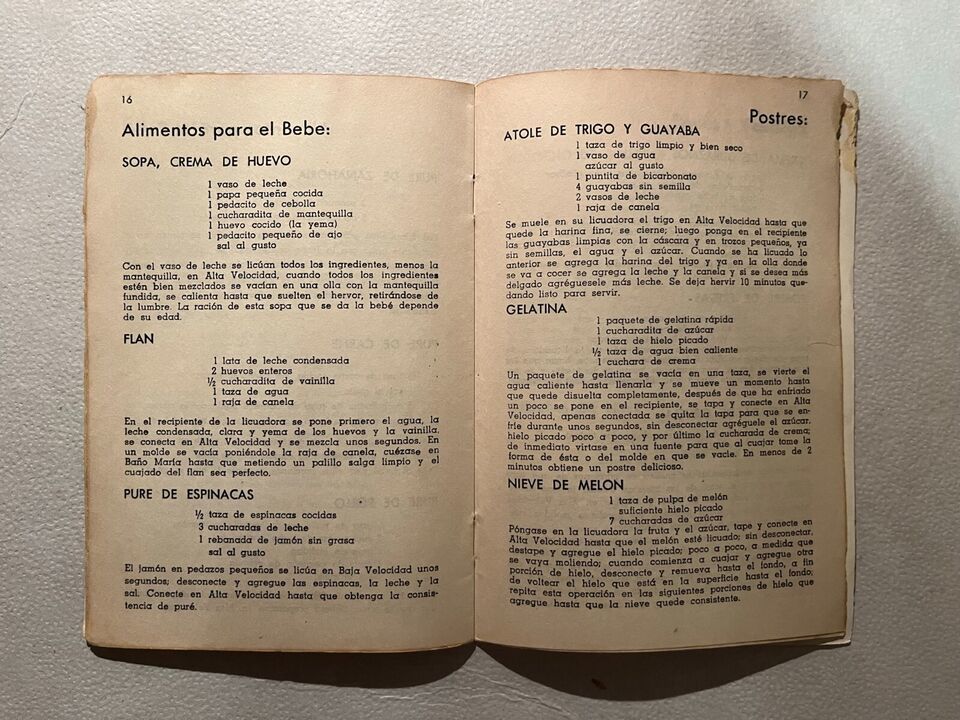 16
Alimentos para el Bebe:
SOPA, CREMA DE HUEVO
1 vaso de leche
1 papa pequeña cocida
1 pedacito de cebolla
1 cucharadita de mantequilla
1 huevo cocido (la yema)
1 pedacito pequeño de ajo
sal al gusto
Con el vaso de leche se licúan todos los ingredientes, menos la
mantequilla, en Alta Velocidad, cuando todos los ingredientes
estén bien mezclados se vacían en una olla con la mantequilla
fundida, se calienta hasta que suelten el hervor, retirándose de
la lumbre. La ración de esta sopa que se da la bebé depende
de su edad.
FLAN
1 lata de leche condensada
2 huevos enteros
½ cucharadita de vainilla
1 taza de agua
1 raja de canela
En el recipiente de la licuadora se pone primero el agua, la
leche condensada, clara y yema de los huevos y la vainilla,
se conecta en Alta Velocidad y se mezcla unos segundos. En
un molde se vacía poniéndole la raja de canela, cuézase en
Baño María hasta que metiendo un palillo salga limpio y el
cuajado del flan sea perfecto.
PURE DE ESPINACAS
½ taza de espinacas cocidas
3 cucharadas de leche
1 rebanada de jamón sin grasa
sal al gusto
El jamón en pedazos pequeños se licúa en Baja Velocidad unos
segundos; desconecte y agregue las espinacas, la leche y la
sal. Conecte en Alta Velocidad hasta que obtenga la consis-
tencia de puré.
17
Postres:
ATOLE DE TRIGO Y GUAYABA
1 taza de trigo limpio y bien seco
1 vaso de agua
azúcar al gusto
1 puntita de bicarbonato
4 guayabas sin semilla
2 vasos de leche
1 raja de canela
Se muele en su licuadora el trigo en Alta Velocidad hasta que
quede la harina fina, se cierne; luego ponga en el recipiente
las guayabas limpias con la cáscara y en trozos pequeños, ya
sin semillas, el agua y el azúcar. Cuando se ha licuado lo
anterior se agrega la harina del trigo y ya en la olla donde
se va a cocer se agrega la leche y la canela y si se desea más
delgado agréguesele más leche. Se deja hervir 10 minutos que-
dando listo para servir.
GELATINA
1 paquete de gelatina rápida
1 cucharadita de azúcar
1 taza de hielo picado
½ taza de agua bien caliente
1 cuchara de crema
Un paquete de gelatina se vacía en una taza, se vierte el
agua caliente hasta llenarla y se mueve un momento hasta
que quede disuelta completamente, después de que ha enfriado
un poco se pone en el recipiente, se tapa y conecte en Alta
Velocidad, apenas conectada se quita la tapa para que se en-
fríe durante unos segundos, sin desconectar agréguele el azúcar,
hielo picado poco a poco, y por último la cucharada de crema;
de inmediato virtase en una fuente para que al cuajar tome la
forma de ésta o del molde en que se vacíe. En menos de 2
minutos obtiene un postre delicioso.
NIEVE DE MELON
1 taza de pulpa de melón
suficiente hielo picado
7 cucharadas de azúcar
Póngase en la licuadora la fruta y el azúcar, tape y conecte en
Alta Velocidad hasta que el melón esté licuado; sin desconectar,
destape y agregue el hielo picado; poco a poco, a medida que
se vaya moliendo; cuando comienza a cuajar y agregue otra
porción de hielo, desconecte y remueva hasta el fondo, a fin
de voltear el hielo que está en la superficie hasta el fondo;
repita esta operación en las siguientes porciones de hielo que
agregue hasta que la nieve quede consistente.